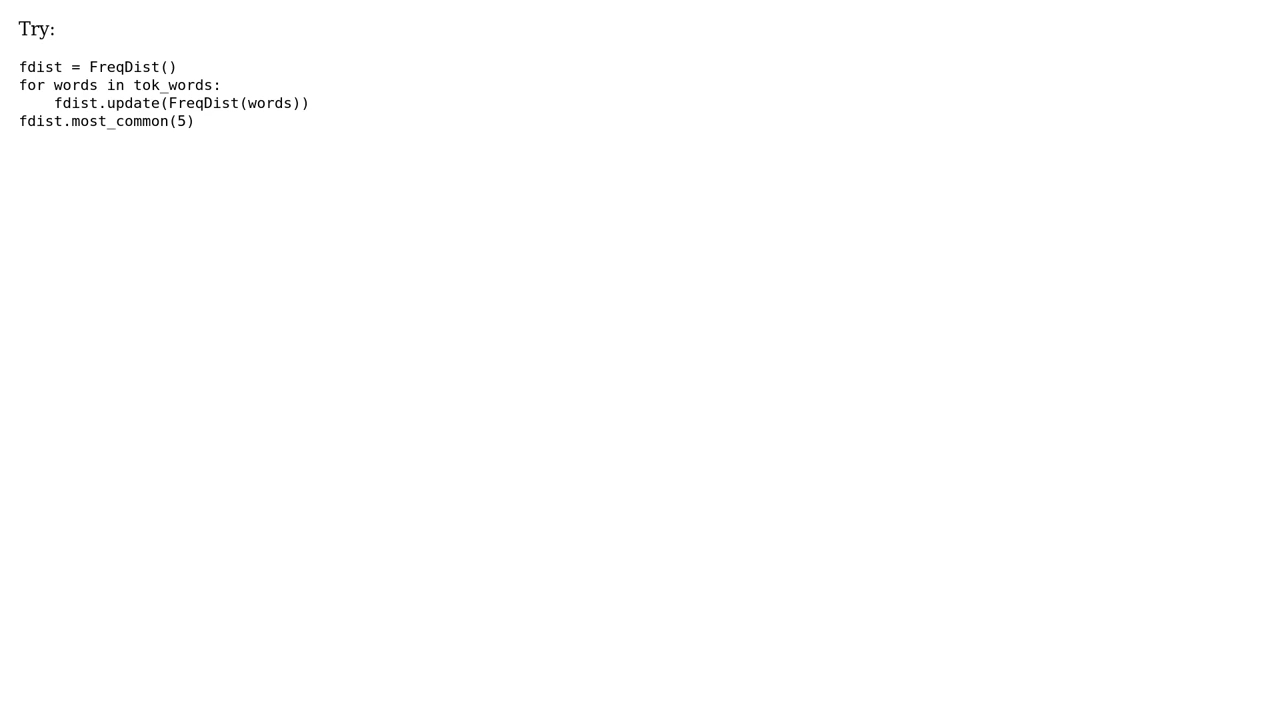 Try:
fdist = FreqDist()
for words in tok_words:
    fdist.update(FreqDist(words))
fdist.most_common(5)